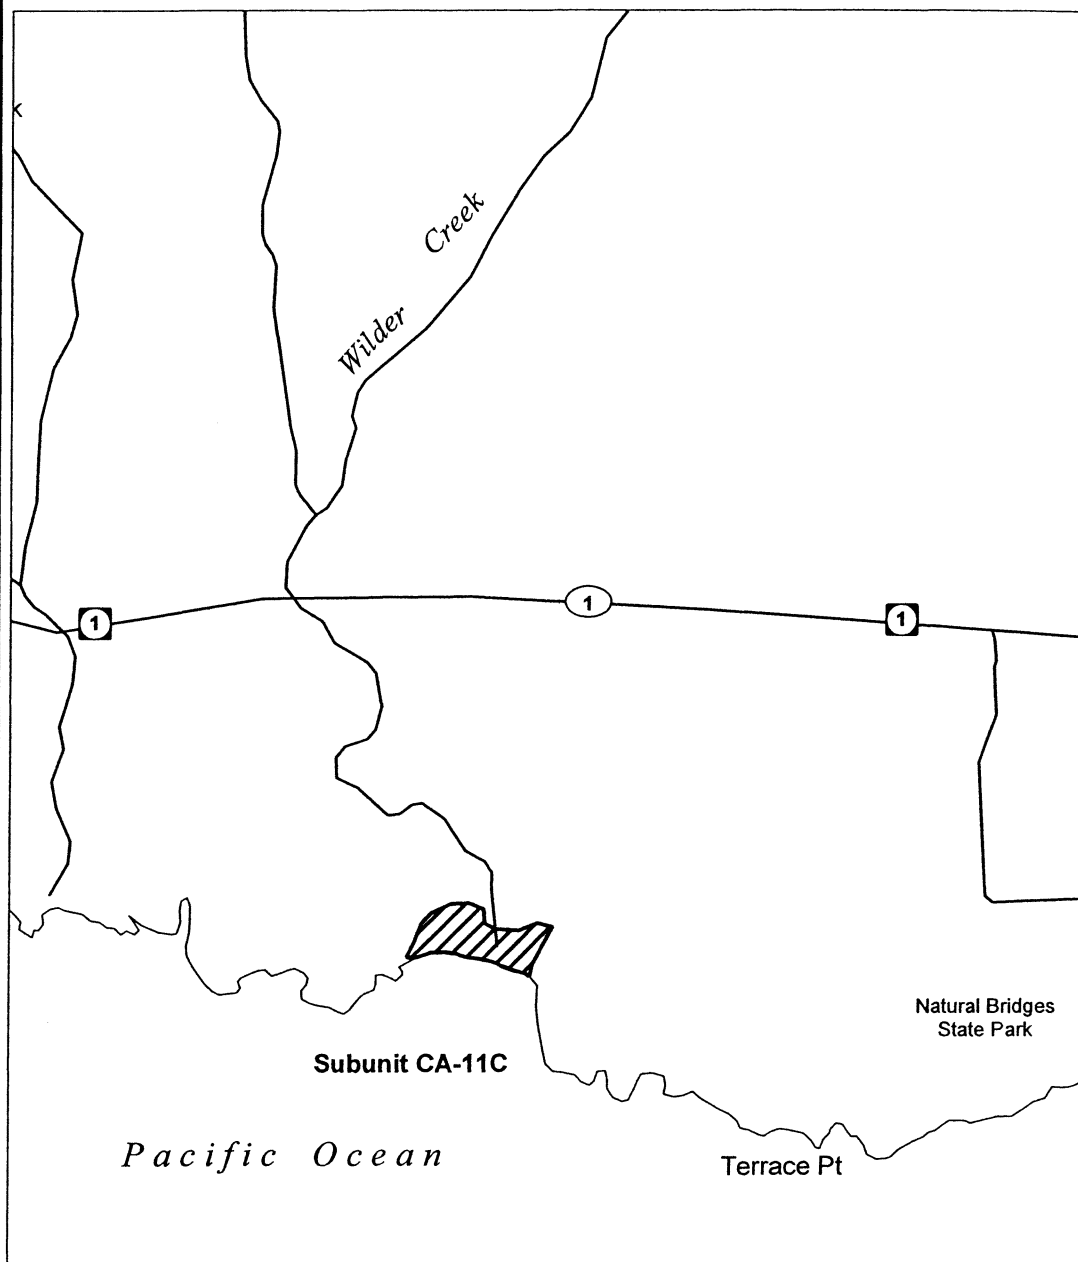 k
Creek
Wilder
1
1
1
Natural Bridges
State Park
Subunit CA-11C
Pacific Ocean
Terrace Pt